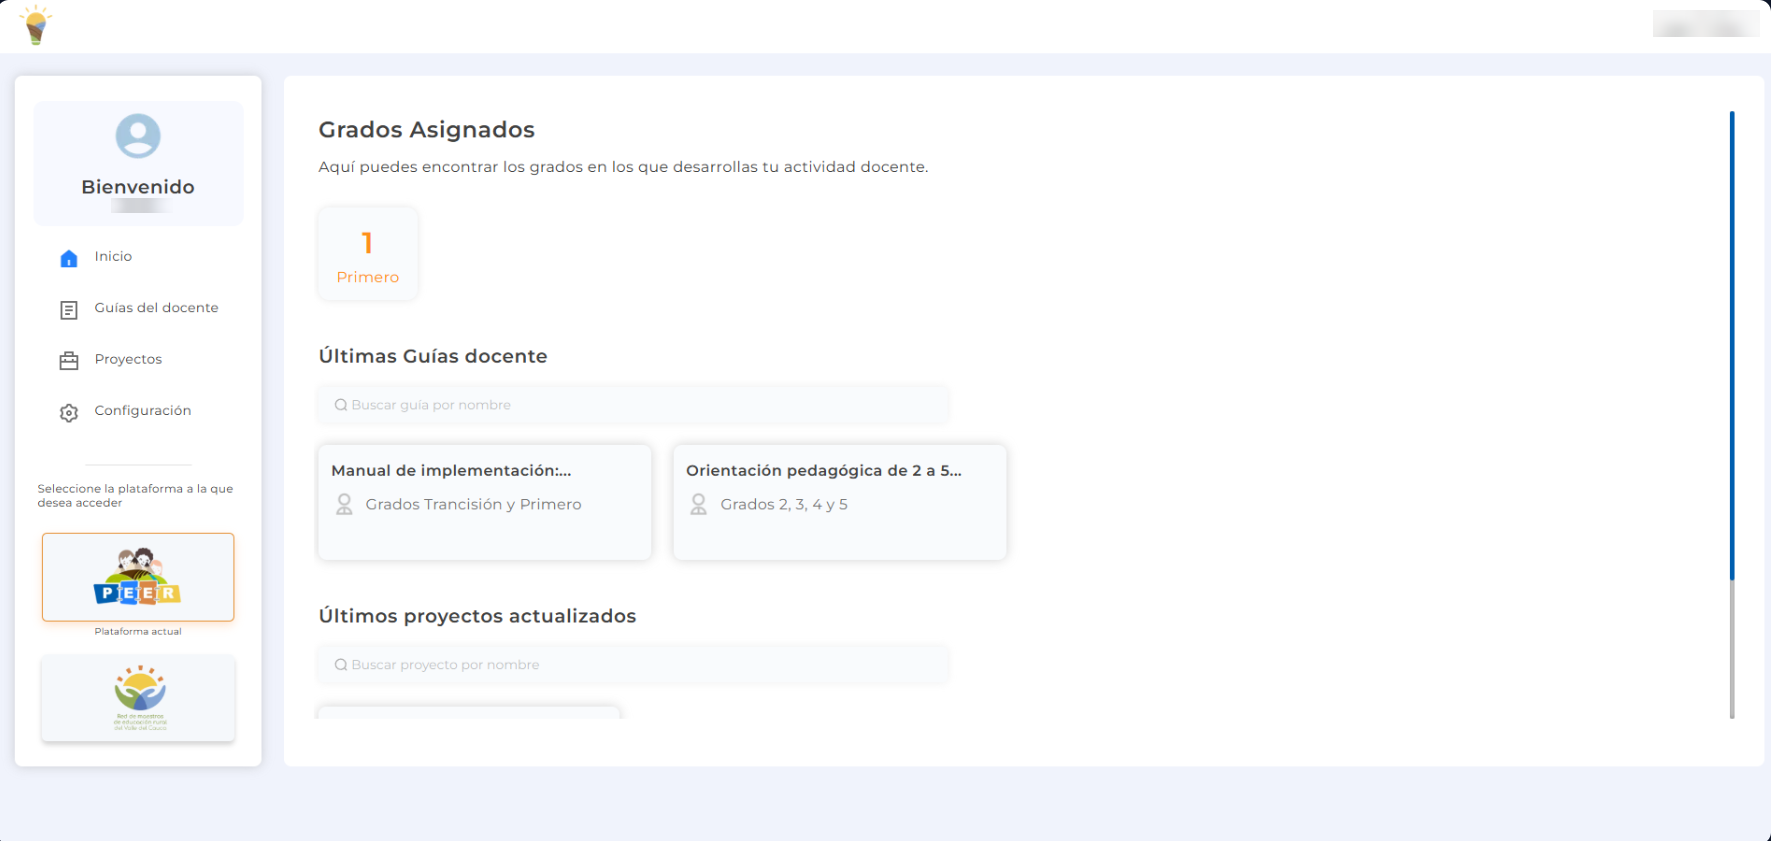 Bienvenido
Inicio
Guías del docente
Proyectos
Configuración
Seleccione la plataforma a la que
desea acceder
PEER
Plataforma actual
Red de maestros
de educación rural
del Valle del Cauca
Grados Asignados
Aquí puedes encontrar los grados en los que desarrollas tu actividad docente.
1
Primero
Últimas Guías docente
Buscar guía por nombre
Manual de implementación:...
Grados Trancisión y Primero
Orientación pedagógica de 2 a 5...
Grados 2, 3, 4 y 5
Últimos proyectos actualizados
Buscar proyecto por nombre